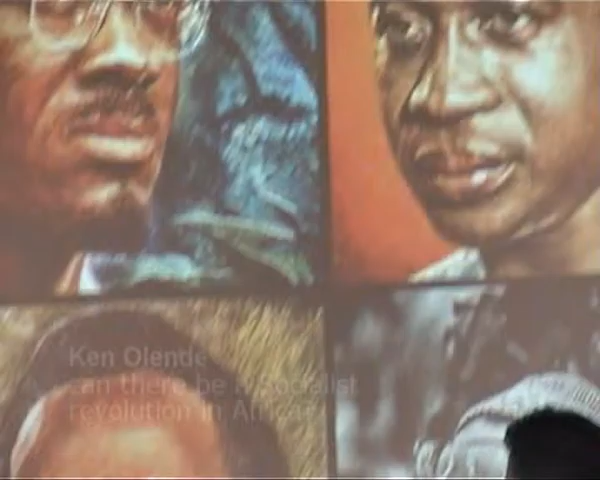 Ken Olende
can there be a Socialist
revolution in Africa?